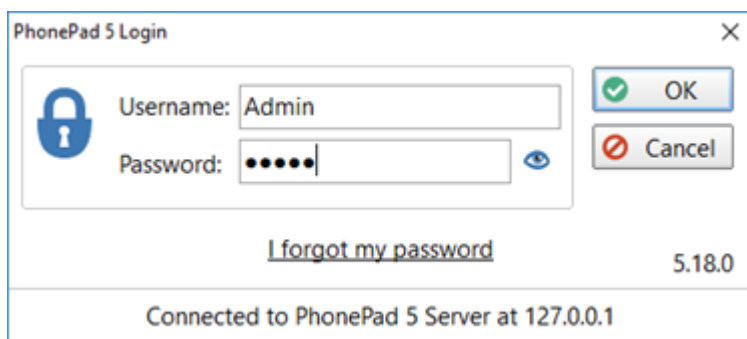 PhonePad 5 Login
Username: Admin
OK
Password: •••••
Cancel
I forgot my password
5.18.0
Connected to PhonePad 5 Server at 127.0.0.1